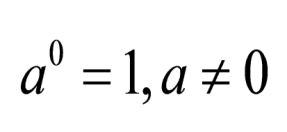 a⁰ = 1, a ≠ 0